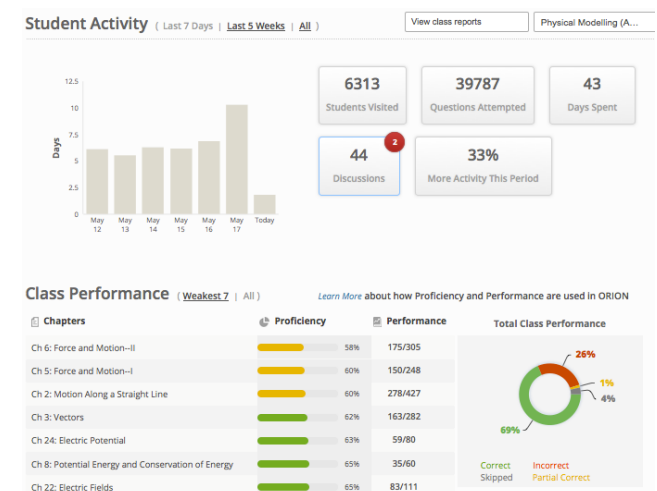 Student Activity ( Last 7 Days | Last 5 Weeks | All )
View class reports
Physical Modelling (A...
12.5
10
7.5
5
2.5
0
Days
May 12
May 13
May 14
May 15
May 16
May 17
Today
6313
Students Visited
39787
Questions Attempted
43
Days Spent
2
44
Discussions
33%
More Activity This Period
Class Performance ( Weakest 7 | All )
Learn More about how Proficiency and Performance are used in ORION
Chapters Proficiency Performance
Ch 6: Force and Motion--II 58% 175/305
Ch 5: Force and Motion--I 60% 150/248
Ch 2: Motion Along a Straight Line 60% 278/427
Ch 3: Vectors 62% 163/282
Ch 24: Electric Potential 63% 59/80
Ch 8: Potential Energy and Conservation of Energy 65% 35/60
Ch 22: Electric Fields 65% 83/111
Total Class Performance
26%
1%
4%
69%
Correct Incorrect
Skipped Partial Correct